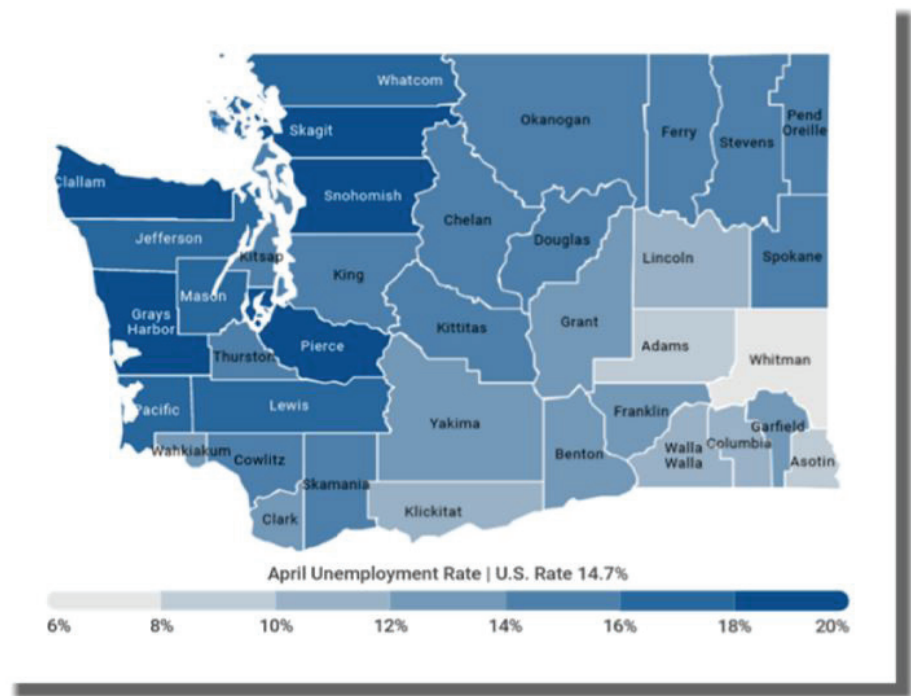 Whatcom
Skagit
Okanogan
Ferry
Stevens
Pend
Oreille
Clallam
Snohomish
Chelan
Jefferson
Kitsap
Douglas
Lincoln
Spokane
King
Mason
Grays
Harbor
Kittitas
Grant
Adams
Thurston
Pierce
Whitman
Pacific
Lewis
Yakima
Franklin
Garfield
Wahkiakum
Cowlitz
Benton
Walla
Walla
Columbia
Asotin
Skamania
Clark
Klickitat
April Unemployment Rate | U.S. Rate 14.7%
6% 8% 10% 12% 14% 16% 18% 20%